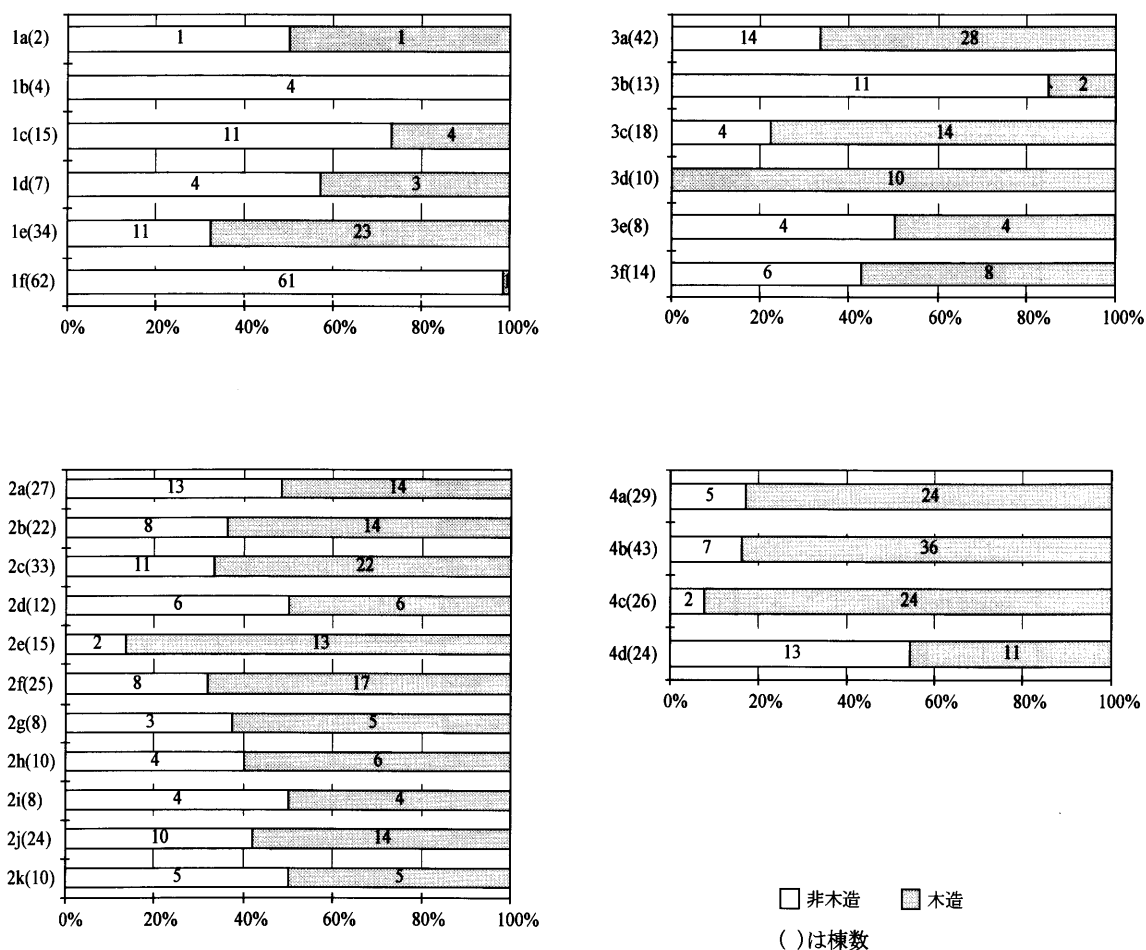 1a(2) 1 1
1b(4) 4
1c(15) 11 4
1d(7) 4 3
1e(34) 11 23
1f(62) 61 1
0% 20% 40% 60% 80% 100%
3a(42) 14 28
3b(13) 11 2
3c(18) 4 14
3d(10) 10
3e(8) 4 4
3f(14) 6 8
0% 20% 40% 60% 80% 100%
2a(27) 13 14
2b(22) 8 14
2c(33) 11 22
2d(12) 6 6
2e(15) 2 13
2f(25) 8 17
2g(8) 3 5
2h(10) 4 6
2i(8) 4 4
2j(24) 10 14
2k(10) 5 5
0% 20% 40% 60% 80% 100%
4a(29) 5 24
4b(43) 7 36
4c(26) 2 24
4d(24) 13 11
0% 20% 40% 60% 80% 100%
非木造 木造
( )は棟数